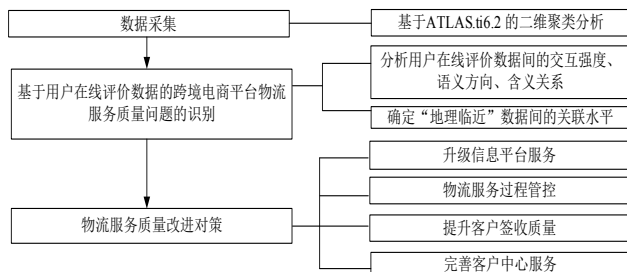 数据采集
基于ATLAS.ti6.2 的二维聚类分析
分析用户在线评价数据间的交互强度、
语义方向、含义关系
基于用户在线评价数据的跨境电商平台物流
服务质量问题的识别
确定“地理临近”数据间的关联水平
升级信息平台服务
物流服务过程管控
物流服务质量改进对策
提升客户签收质量
完善客户中心服务